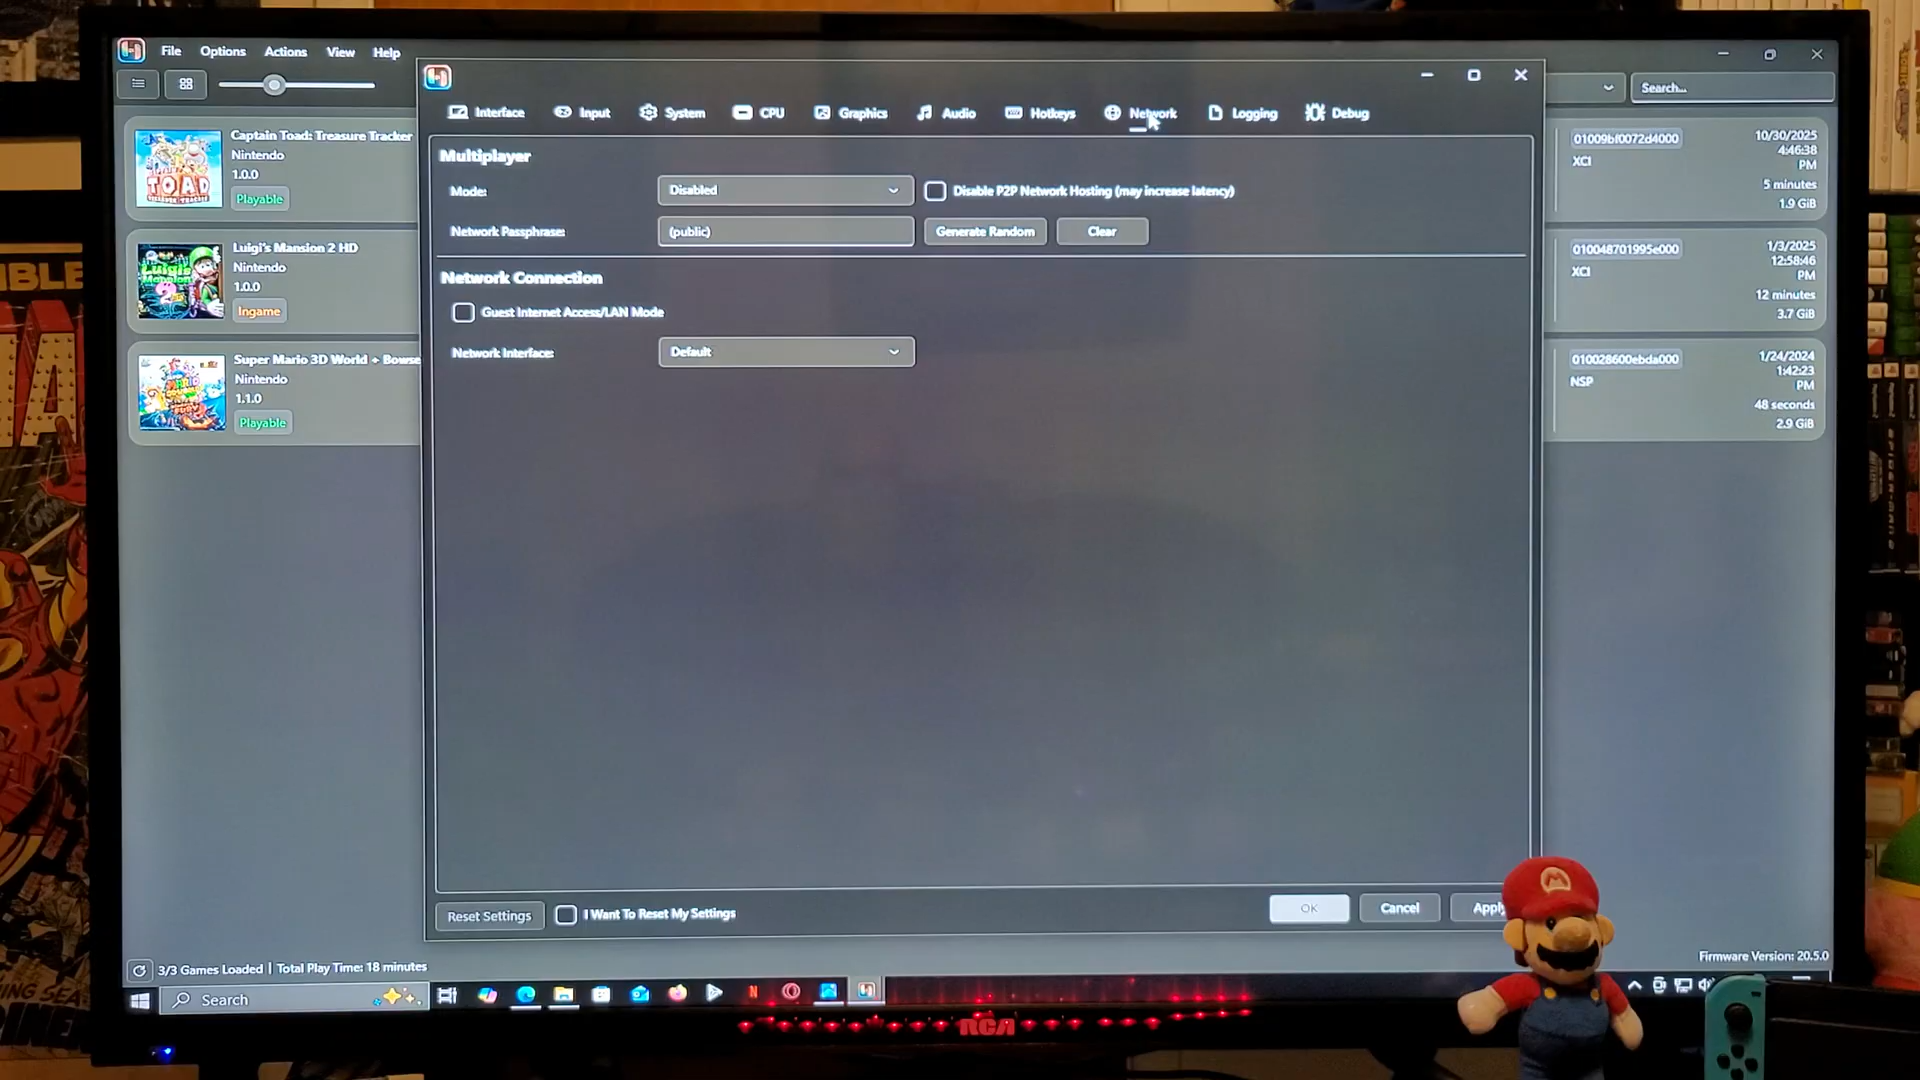 File Options Actions View Help
Search...
Interface Input System CPU Graphics Audio Hotkeys Network Logging Debug
Multiplayer
Mode: Disabled Disable P2P Network Hosting (may increase latency)
Network Passphrase: (public) Generate Random Clear
Network Connection
Guest Internet Access/LAN Mode
Network Interface: Default
Captain Toad: Treasure Tracker
Nintendo
1.0.0
Playable
Luigi's Mansion 2 HD
Nintendo
1.0.0
Ingame
Super Mario 3D World + Bowse
Nintendo
1.1.0
Playable
01009bf0072d4000
XCI
10/30/2025
4:46:38
PM
5 minutes
1.9 GiB
010048701995e000
XCI
1/3/2025
12:58:46
PM
12 minutes
3.7 GiB
010028600ebda000
NSP
1/24/2024
1:42:23
PM
48 seconds
2.9 GiB
Reset Settings I Want To Reset My Settings
OK Cancel Apply
3/3 Games Loaded | Total Play Time: 18 minutes
Firmware Version: 20.5.0
Search
RCA
TOAD